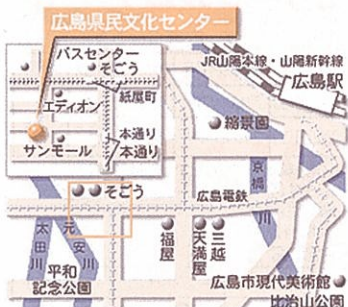 広島県民文化センター
バスセンター
そごう
紙屋町
エディオン
本通り
サンモール
本通り
JR山陽本線・山陽新幹線
広島駅
縮景園
京橋川
そごう
広島電鉄
太田川
元安川
福屋
天満屋
三越
平和
記念公園
広島市現代美術館
比治山公園